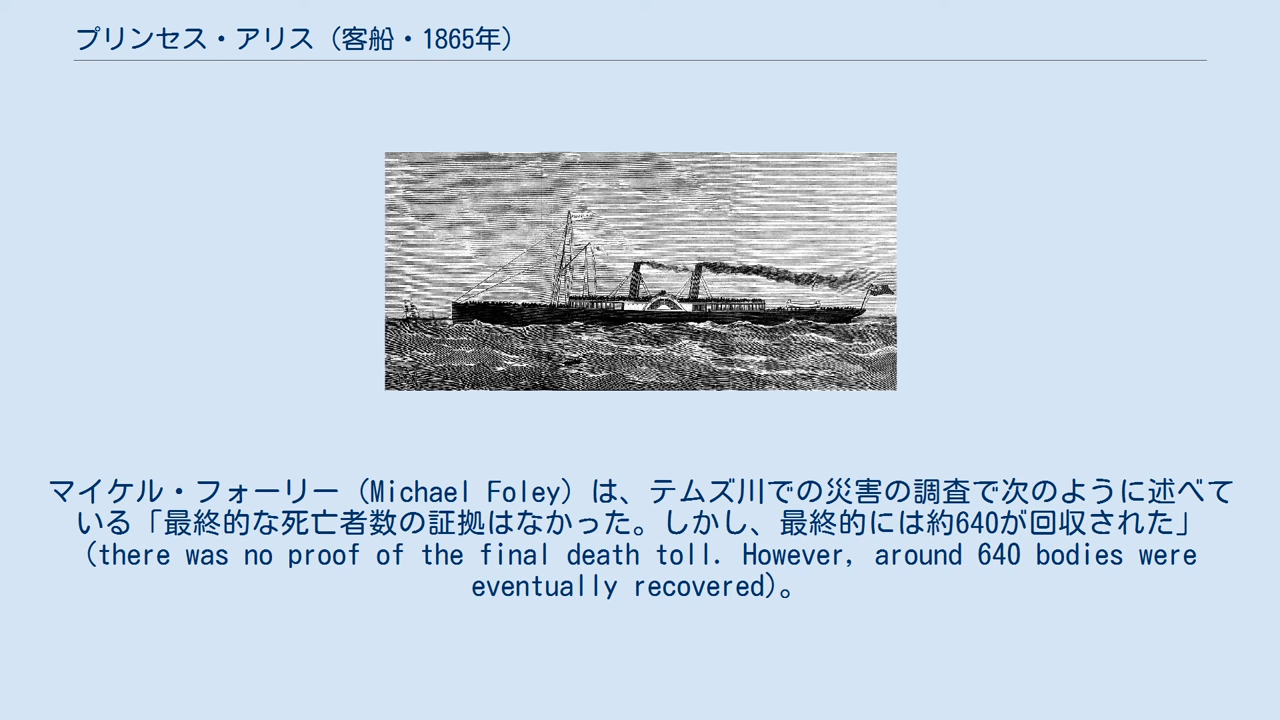 プリンセス・アリス（客船・1865年）
マイケル・フォーリー（Michael Foley）は、テムズ川での災害の調査で次のように述べて
いる「最終的な死亡者数の証拠はなかった。しかし、最終的には約640が回収された」
（there was no proof of the final death toll. However, around 640 bodies were
eventually recovered）。